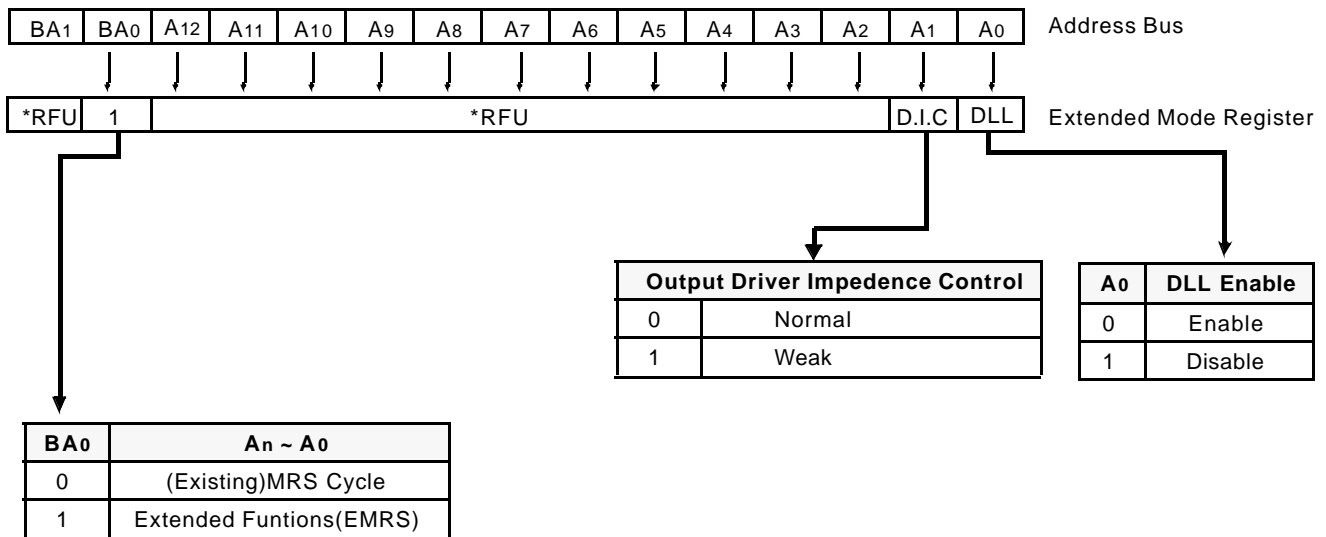 BA1 BA0 A12 A11 A10 A9 A8 A7 A6 A5 A4 A3 A2 A1 A0 Address Bus
*RFU 1 *RFU D.I.C DLL Extended Mode Register
Output Driver Impedence Control
0 Normal
1 Weak
A0 DLL Enable
0 Enable
1 Disable
BA0 An ~ A0
0 (Existing)MRS Cycle
1 Extended Funtions(EMRS)